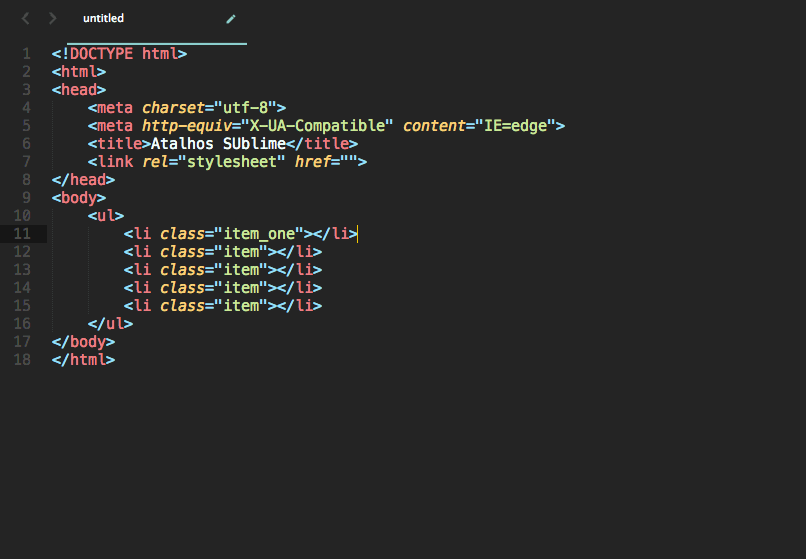 untitled
1 <!DOCTYPE html>
2 <html>
3 <head>
4     <meta charset="utf-8">
5     <meta http-equiv="X-UA-Compatible" content="IE=edge">
6     <title>Atalhos SUblime</title>
7     <link rel="stylesheet" href="">
8 </head>
9 <body>
10     <ul>
11         <li class="item_one"></li>
12         <li class="item"></li>
13         <li class="item"></li>
14         <li class="item"></li>
15         <li class="item"></li>
16     </ul>
17 </body>
18 </html>